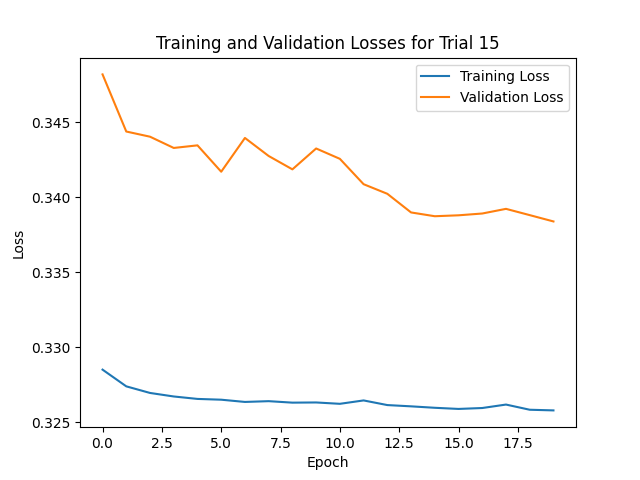 Training and Validation Losses for Trial 15
Training Loss
Validation Loss
Loss
0.345
0.340
0.335
0.330
0.325
0.0 2.5 5.0 7.5 10.0 12.5 15.0 17.5
Epoch